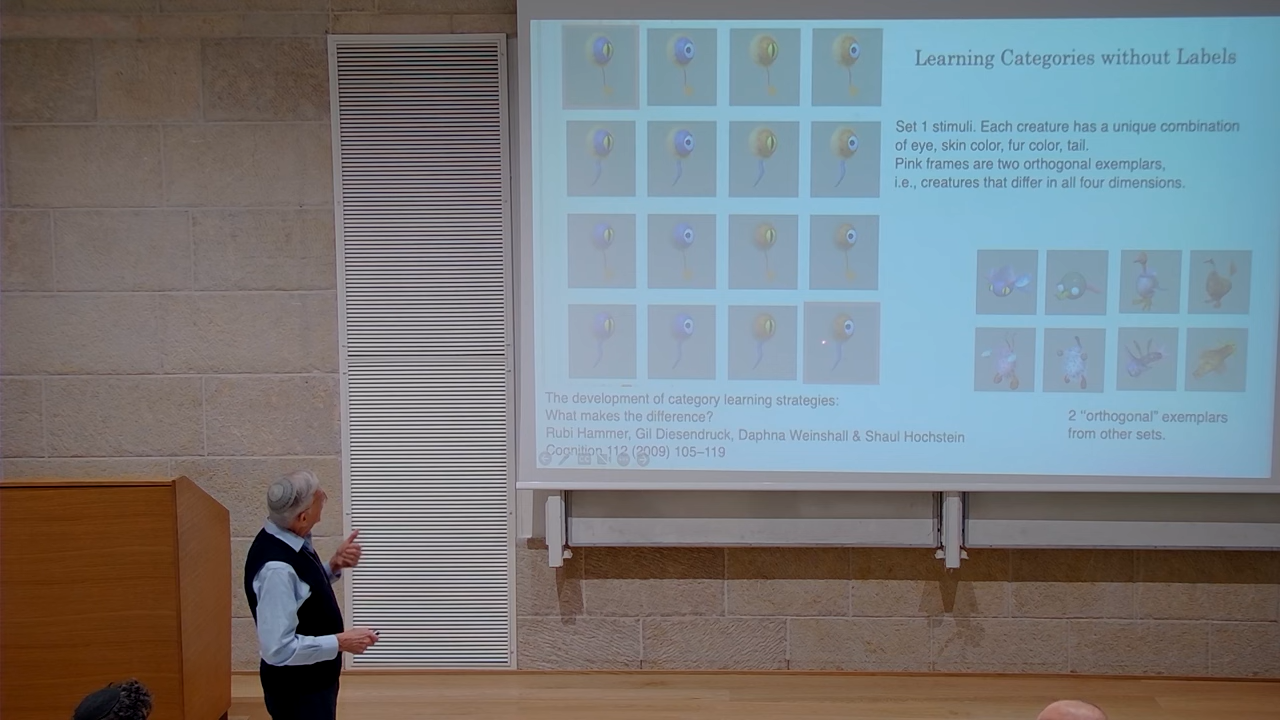 Learning Categories without Labels
Set 1 stimuli. Each creature has a unique combination
of eye, skin color, fur color, tail.
Pink frames are two orthogonal exemplars,
i.e., creatures that differ in all four dimensions.
The development of category learning strategies:
What makes the difference?
Rubi Hammer, Gil Diesendruck, Daphna Weinshall & Shaul Hochstein
Cognition 112 (2009) 105–119
2 "orthogonal" exemplars
from other sets.